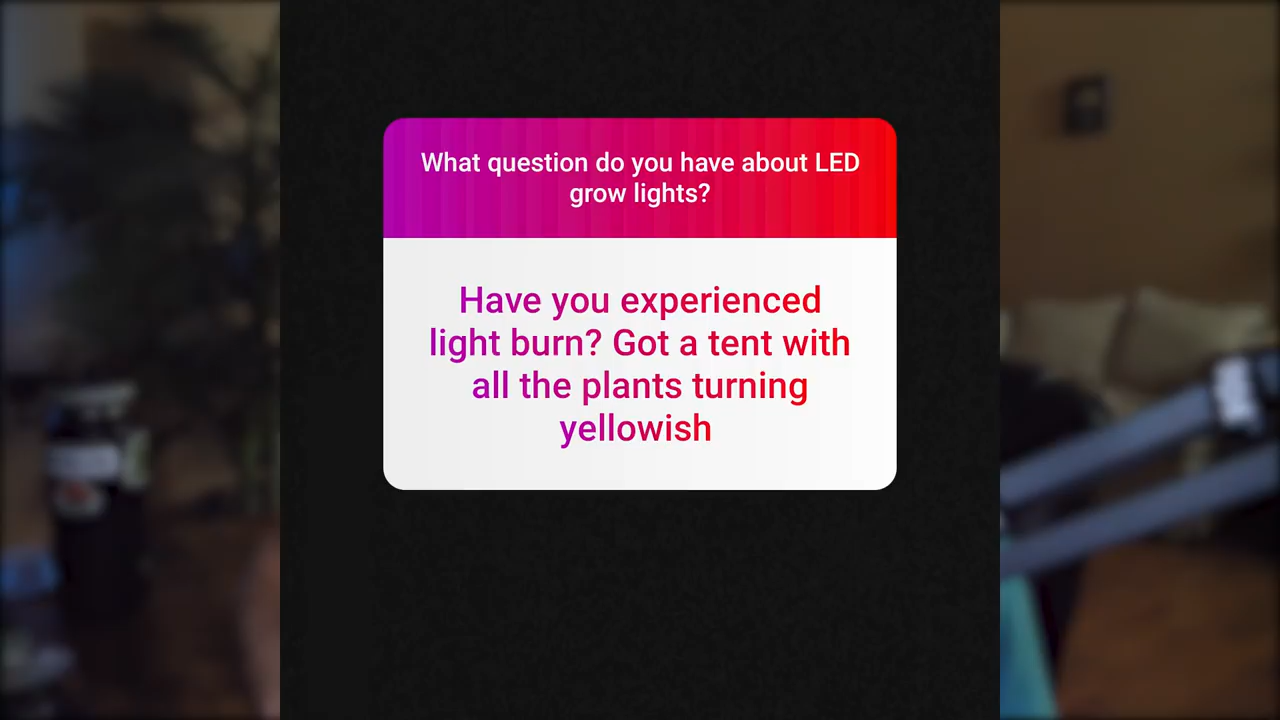 What question do you have about LED
grow lights?
Have you experienced
light burn? Got a tent with
all the plants turning
yellowish